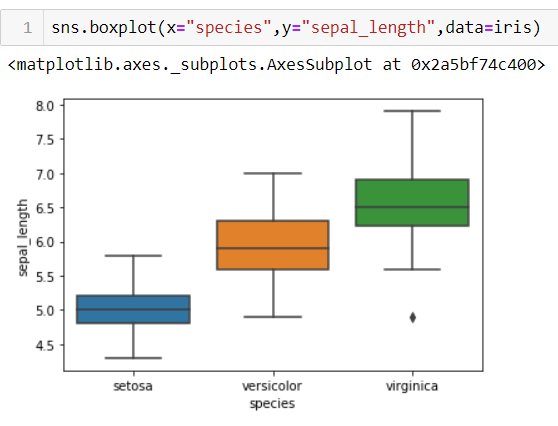 1 sns.boxplot(x="species",y="sepal_length",data=iris)
<matplotlib.axes._subplots.AxesSubplot at 0x2a5bf74c400>
8.0
7.5
7.0
6.5
6.0
5.5
5.0
4.5
sepal_length
setosa versicolor virginica
species